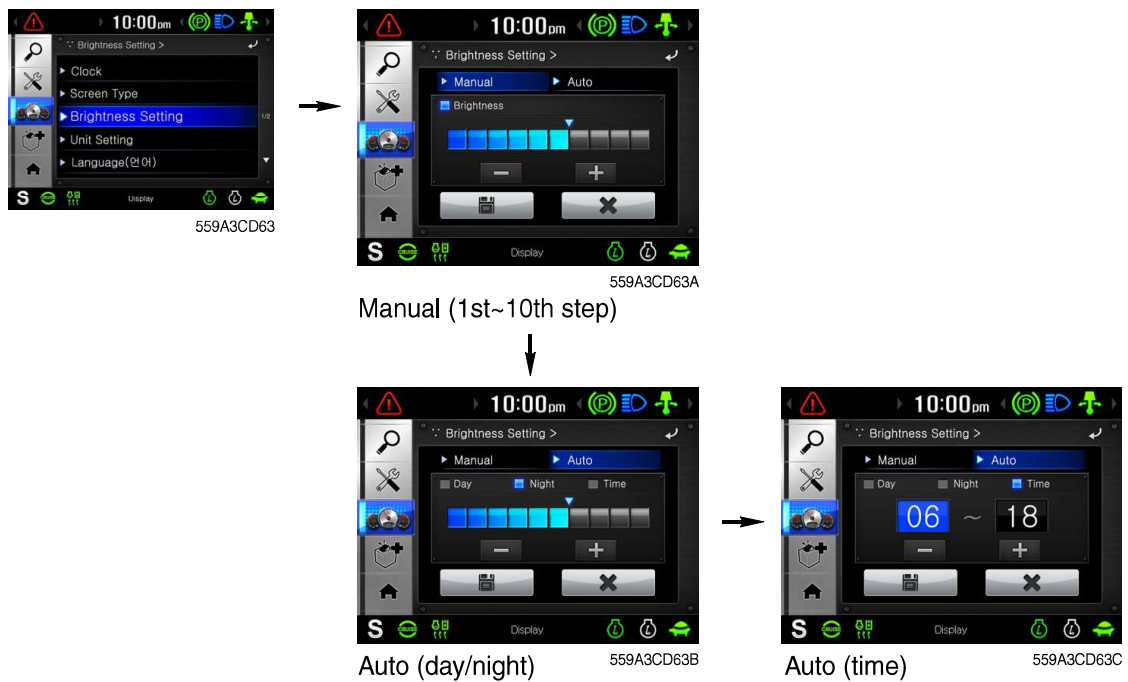 10:00pm
Brightness Setting >
Clock
Screen Type
Brightness Setting
1/2
Unit Setting
Language(언어)
S CRUISE Display
559A3CD63
10:00pm
Brightness Setting >
Manual Auto
Brightness
S CRUISE Display
559A3CD63A
Manual (1st~10th step)
10:00pm
Brightness Setting >
Manual Auto
Day Night Time
S CRUISE Display
559A3CD63B
Auto (day/night)
10:00pm
Brightness Setting >
Manual Auto
Day Night Time
06 ~ 18
S CRUISE Display
559A3CD63C
Auto (time)